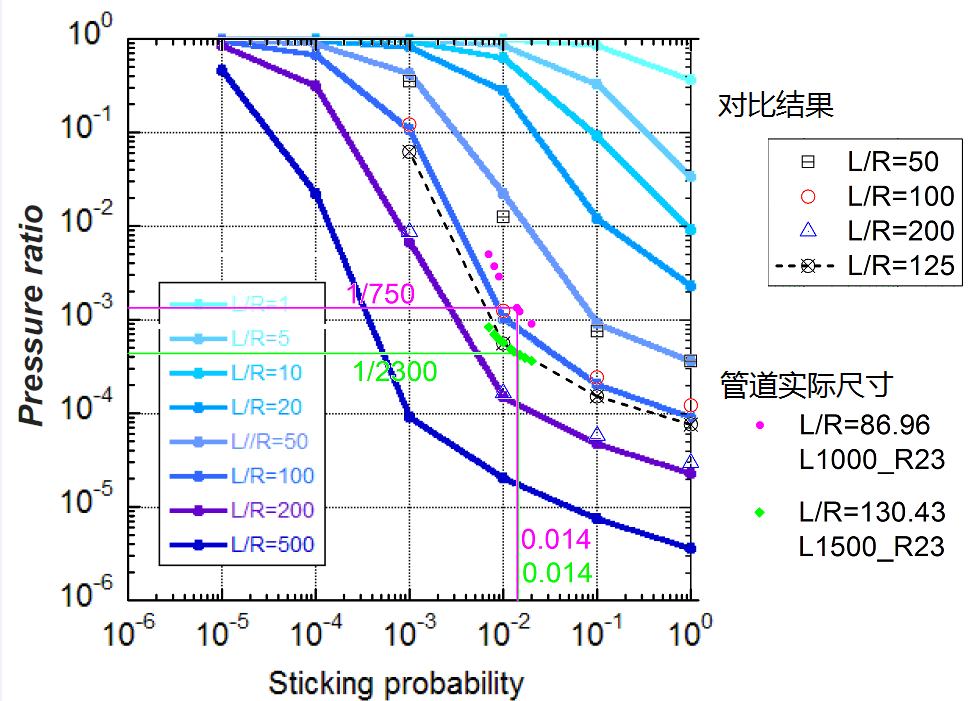 10^0
10^-1
10^-2
10^-3
10^-4
10^-5
10^-6
Pressure ratio
10^-6
10^-5
10^-4
10^-3
10^-2
10^-1
10^0
Sticking probability
L/R=1
L/R=5
L/R=10
L/R=20
L//R=50
L/R=100
L/R=200
L/R=500
1/750
1/2300
0.014
0.014
对比结果
L/R=50
L/R=100
L/R=200
L/R=125
管道实际尺寸
L/R=86.96
L1000_R23
L/R=130.43
L1500_R23